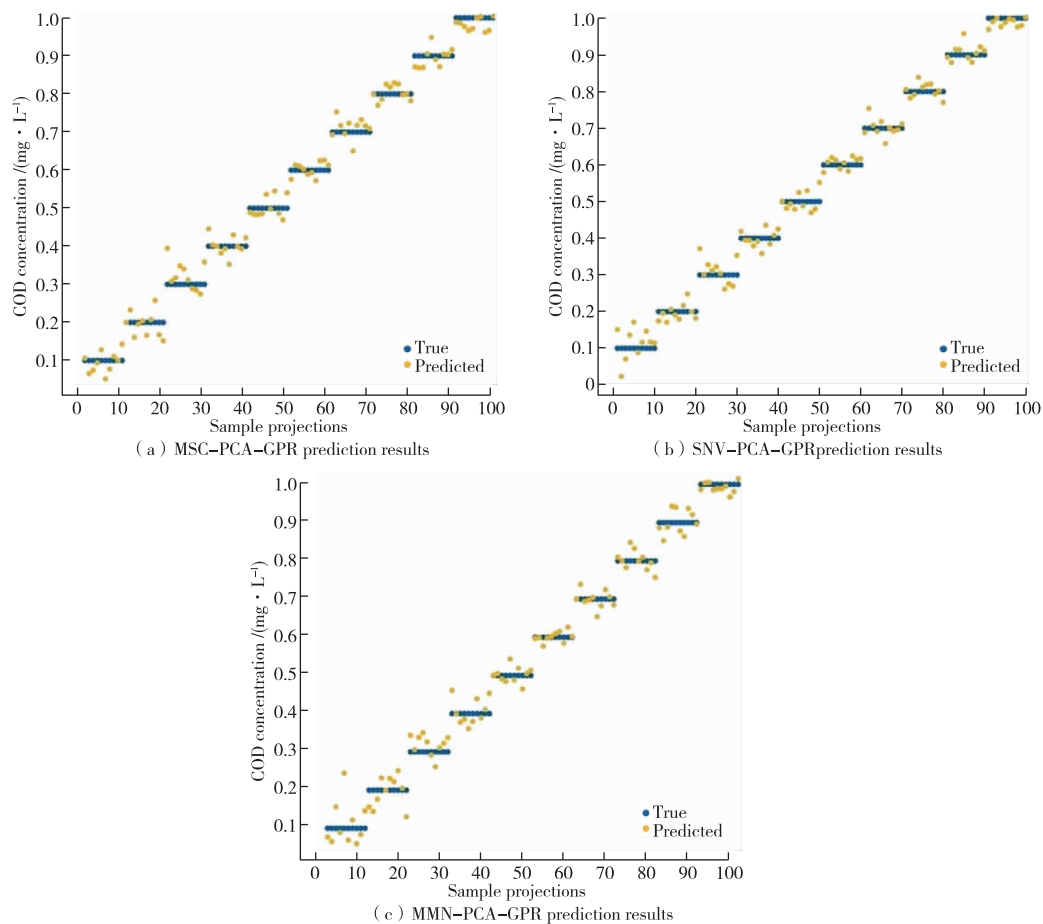 COD concentration /(mg·L⁻¹)
1.0
0.9
0.8
0.7
0.6
0.5
0.4
0.3
0.2
0.1
True
Predicted
0 10 20 30 40 50 60 70 80 90 100
Sample projections
(a) MSC-PCA-GPR prediction results
COD concentration /(mg·L⁻¹)
1.0
0.9
0.8
0.7
0.6
0.5
0.4
0.3
0.2
0.1
0
True
Predicted
0 10 20 30 40 50 60 70 80 90 100
Sample projections
(b) SNV-PCA-GPRprediction results
COD concentration /(mg·L⁻¹)
1.0
0.9
0.8
0.7
0.6
0.5
0.4
0.3
0.2
0.1
True
Predicted
0 10 20 30 40 50 60 70 80 90 100
Sample projections
(c) MMN-PCA-GPR prediction results